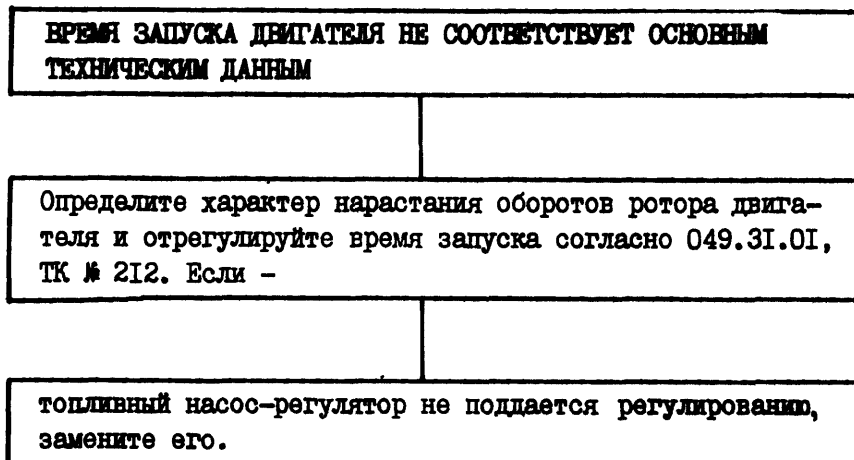 ВРЕМЯ ЗАПУСКА ДВИГАТЕЛЯ НЕ СООТВЕТСТВУЕТ ОСНОВНЫМ
ТЕХНИЧЕСКИМ ДАННЫМ
Определите характер нарастания оборотов ротора двига-
теля и отрегулируйте время запуска согласно 049.31.01,
ТК № 212. Если -
топливный насос-регулятор не поддается регулированию,
замените его.